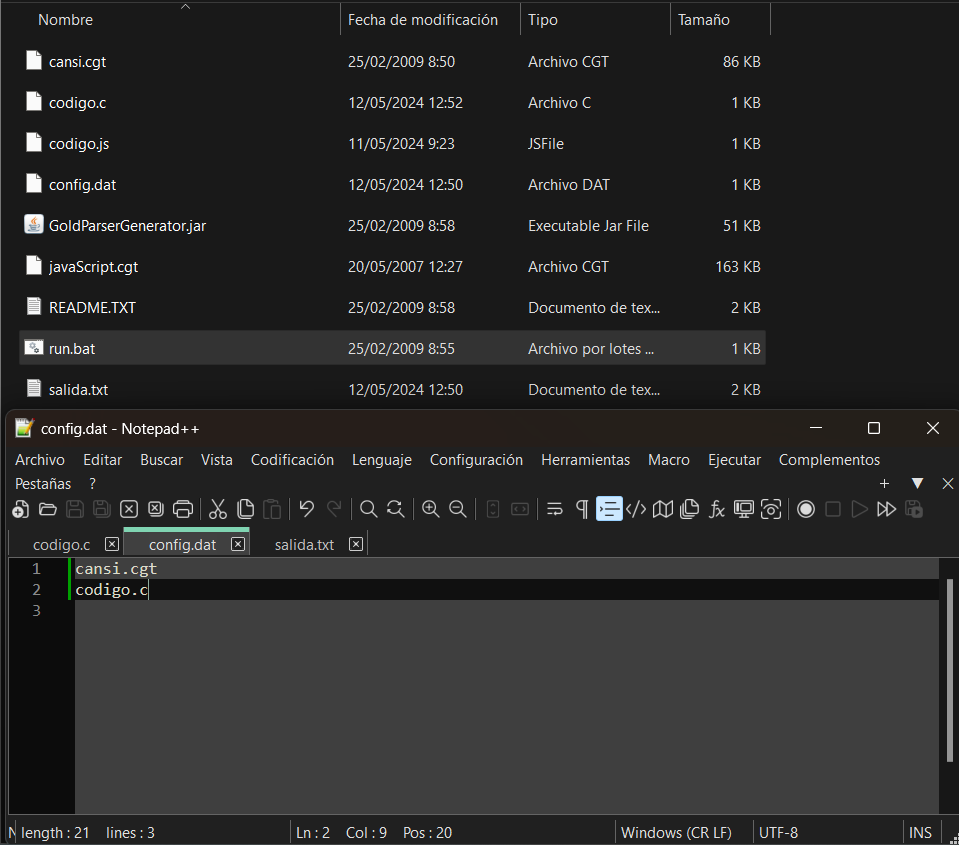 Nombre Fecha de modificación Tipo Tamaño
cansi.cgt 25/02/2009 8:50 Archivo CGT 86 KB
codigo.c 12/05/2024 12:52 Archivo C 1 KB
codigo.js 11/05/2024 9:23 JSFile 1 KB
config.dat 12/05/2024 12:50 Archivo DAT 1 KB
GoldParserGenerator.jar 25/02/2009 8:58 Executable Jar File 51 KB
javaScript.cgt 20/05/2007 12:27 Archivo CGT 163 KB
README.TXT 25/02/2009 8:58 Documento de tex... 2 KB
run.bat 25/02/2009 8:55 Archivo por lotes ... 1 KB
salida.txt 12/05/2024 12:50 Documento de tex... 2 KB
config.dat - Notepad++
Archivo Editar Buscar Vista Codificación Lenguaje Configuración Herramientas Macro Ejecutar Complementos
Pestañas ?
codigo.c config.dat salida.txt
1 cansi.cgt
2 codigo.c
3
N length : 21 lines : 3 Ln : 2 Col : 9 Pos : 20 Windows (CR LF) UTF-8 INS